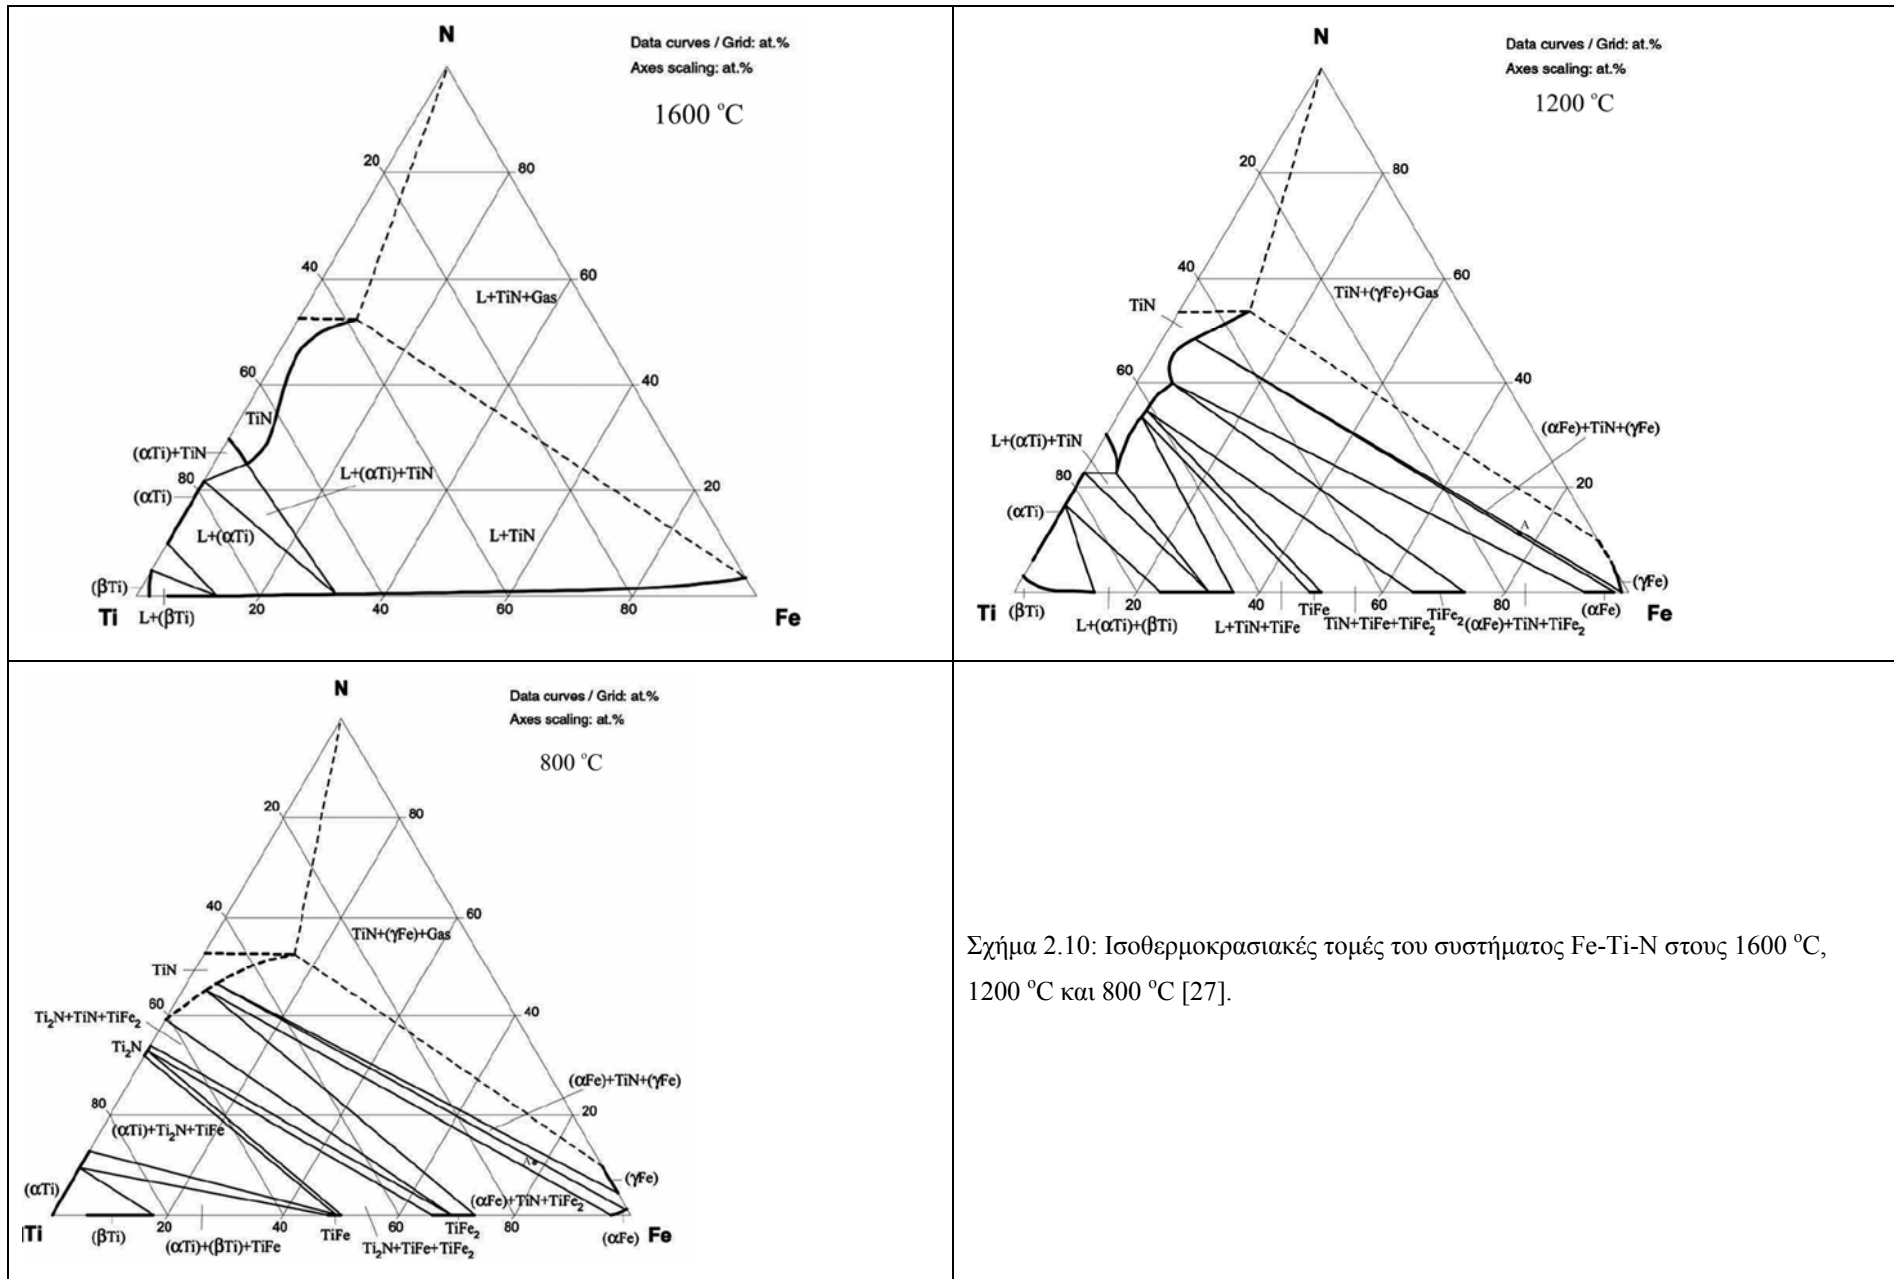 N
Data curves / Grid: at.%
Axes scaling: at.%
1600 °C
20
80
40
60
L+TiN+Gas
60
40
TiN
(αTi)+TiN
80
(αTi)
L+(αTi)+TiN
20
L+(αTi)
L+TiN
(βTi)
Ti
L+(βTi)
20
40
60
80
Fe
N
Data curves / Grid: at.%
Axes scaling: at.%
1200 °C
20
80
40
60
TiN
TiN+(γFe)+Gas
60
40
(αFe)+TiN+(γFe)
L+(αTi)+TiN
80
20
(αTi)
A
(γFe)
Ti
(βTi)
20
40
TiFe
60
TiFe2
80
(αFe)
Fe
L+(αTi)+(βTi)
L+TiN+TiFe
TiN+TiFe+TiFe2
(αFe)+TiN+TiFe2
N
Data curves / Grid: at.%
Axes scaling: at.%
800 °C
20
80
40
60
TiN+(γFe)+Gas
TiN
60
40
Ti2N+TiN+TiFe2
Ti2N
(αFe)+TiN+(γFe)
80
20
(αTi)+Ti2N+TiFe
A
(γFe)
(αTi)
(αFe)+TiN+TiFe2
Ti
(βTi)
20
40
TiFe
60
TiFe2
80
(αFe)
Fe
(αTi)+(βTi)+TiFe
Ti2N+TiFe+TiFe2
Σχήμα 2.10: Ισοθερμοκρασιακές τομές του συστήματος Fe-Ti-N στους 1600 °C,
1200 °C και 800 °C [27].